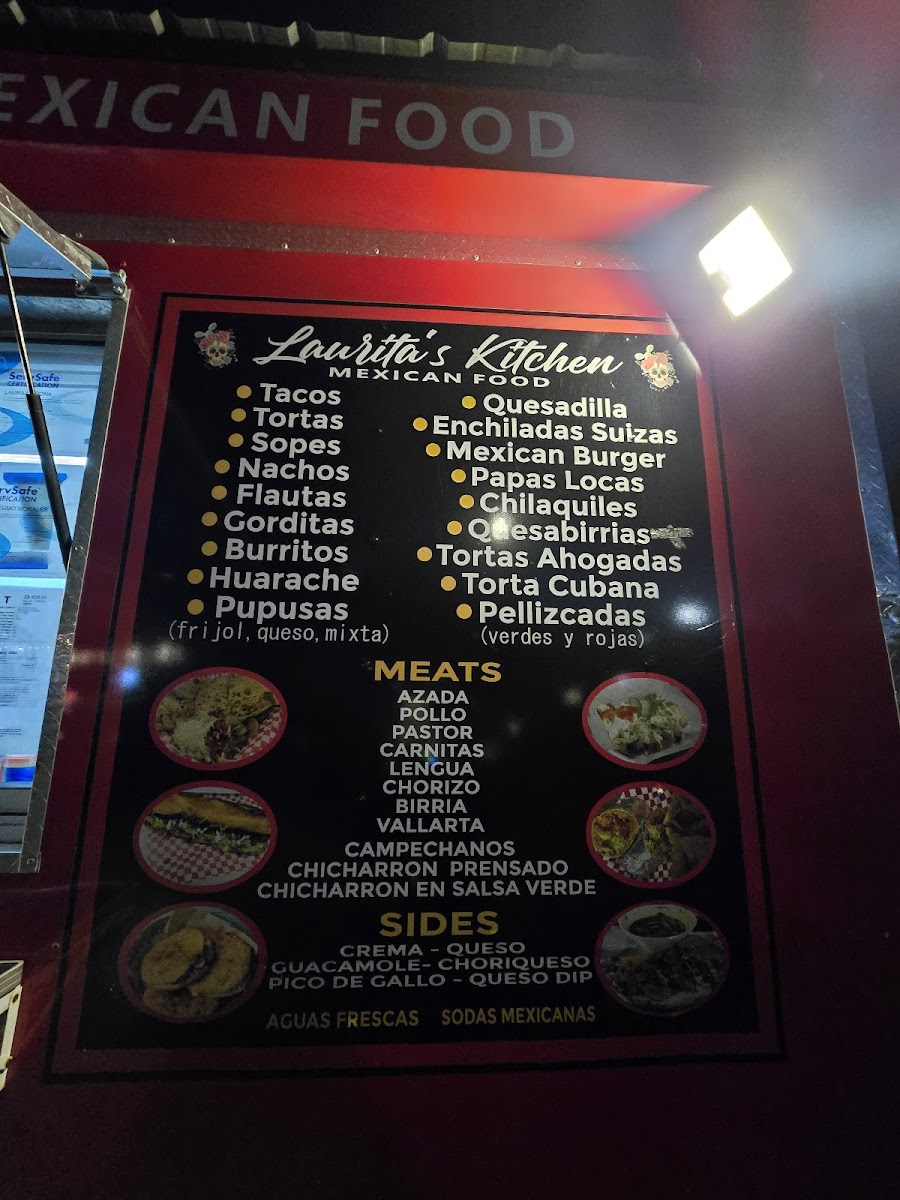 EXICAN FOOD
Laurita's Kitchen
MEXICAN FOOD
Tacos
Tortas
Sopes
Nachos
Flautas
Gorditas
Burritos
Huarache
Pupusas
(frijol, queso, mixta)
Quesadilla
Enchiladas Suizas
Mexican Burger
Papas Locas
Chilaquiles
Quesabirrias
Tortas Ahogadas
Torta Cubana
Pellizcadas
(verdes y rojas)
MEATS
AZADA
POLLO
PASTOR
CARNITAS
LENGUA
CHORIZO
BIRRIA
VALLARTA
CAMPECHANOS
CHICHARRON PRENSADO
CHICHARRON EN SALSA VERDE
SIDES
CREMA - QUESO
GUACAMOLE- CHORIQUESO
PICO DE GALLO - QUESO DIP
AGUAS FRESCAS SODAS MEXICANAS
ServSafe
CERTIFICATION
rvSafe